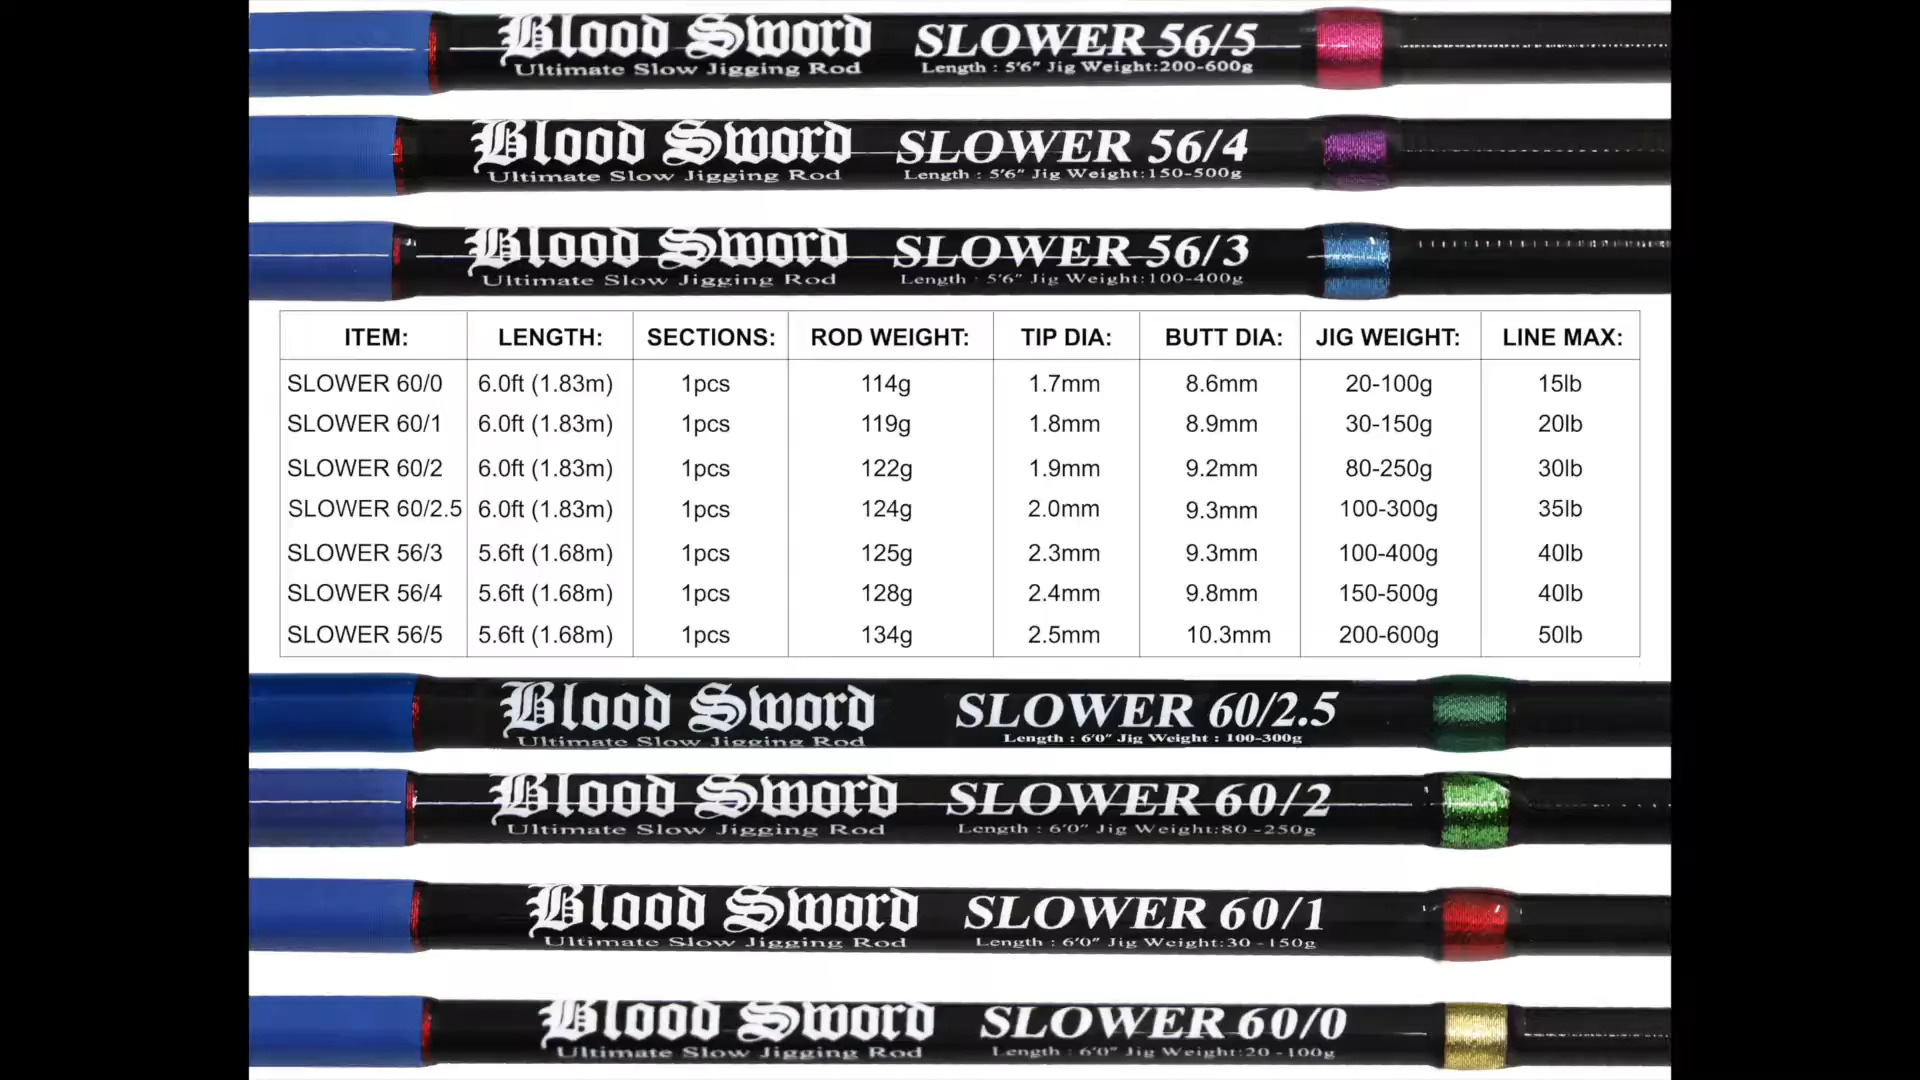 Blood Sword SLOWER 56/5
Ultimate Slow Jigging Rod Length : 5'6" Jig Weight:200-600g
Blood Sword SLOWER 56/4
Ultimate Slow Jigging Rod Length : 5'6" Jig Weight:150-500g
Blood Sword SLOWER 56/3
Ultimate Slow Jigging Rod Length : 5'6" Jig Weight:100-400g
ITEM: LENGTH: SECTIONS: ROD WEIGHT: TIP DIA: BUTT DIA: JIG WEIGHT: LINE MAX:
SLOWER 60/0 6.0ft (1.83m) 1pcs 114g 1.7mm 8.6mm 20-100g 15lb
SLOWER 60/1 6.0ft (1.83m) 1pcs 119g 1.8mm 8.9mm 30-150g 20lb
SLOWER 60/2 6.0ft (1.83m) 1pcs 122g 1.9mm 9.2mm 80-250g 30lb
SLOWER 60/2.5 6.0ft (1.83m) 1pcs 124g 2.0mm 9.3mm 100-300g 35lb
SLOWER 56/3 5.6ft (1.68m) 1pcs 125g 2.3mm 9.3mm 100-400g 40lb
SLOWER 56/4 5.6ft (1.68m) 1pcs 128g 2.4mm 9.8mm 150-500g 40lb
SLOWER 56/5 5.6ft (1.68m) 1pcs 134g 2.5mm 10.3mm 200-600g 50lb
Blood Sword SLOWER 60/2.5
Ultimate Slow Jigging Rod Length : 6'0" Jig Weight : 100-300g
Blood Sword SLOWER 60/2
Ultimate Slow Jigging Rod Length : 6'0" Jig Weight:80-250g
Blood Sword SLOWER 60/1
Ultimate Slow Jigging Rod Length : 6'0" Jig Weight:30-150g
Blood Sword SLOWER 60/0
Ultimate Slow Jigging Rod Length : 6'0" Jig Weight:20-100g